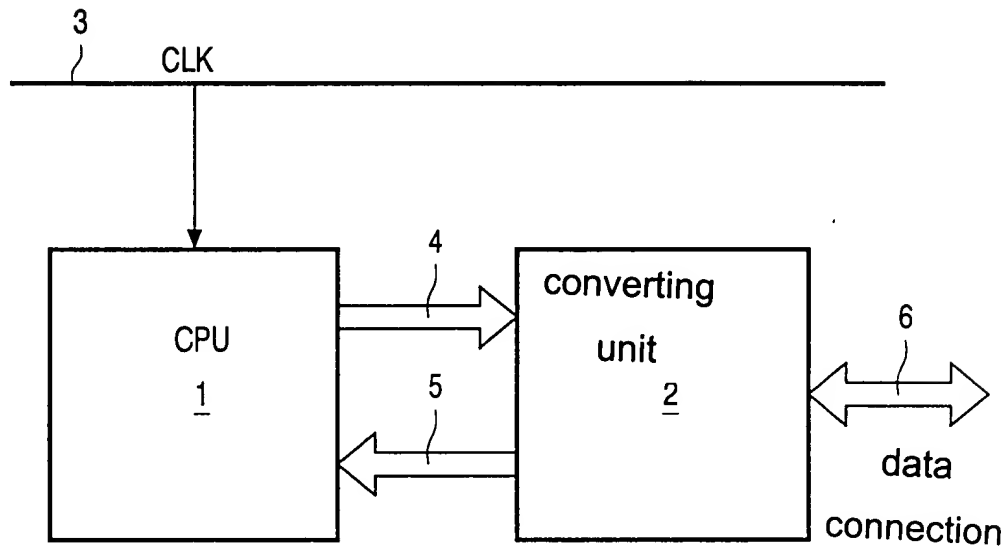 3
CLK
4
converting
unit
2
CPU
1
5
6
data
connection